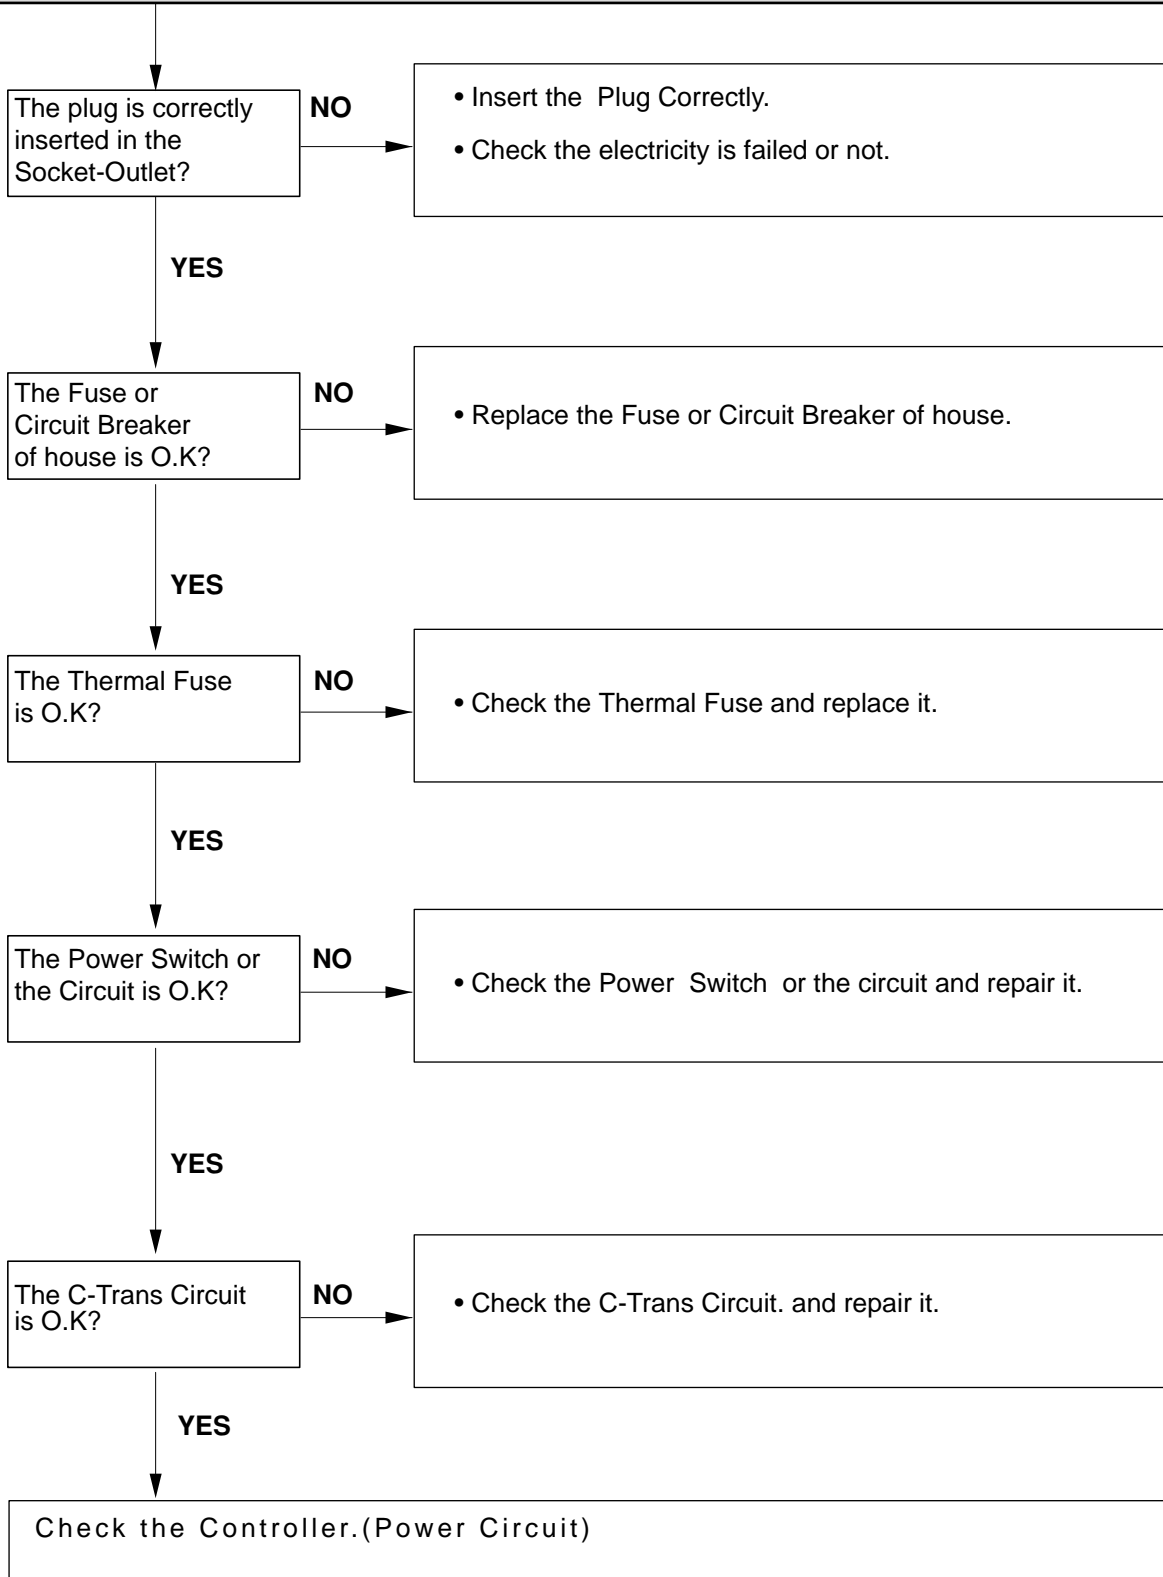 The plug is correctly
inserted in the
Socket-Outlet?
NO
• Insert the  Plug Correctly.
• Check the electricity is failed or not.
YES
The Fuse or
Circuit Breaker
of house is O.K?
NO
• Replace the Fuse or Circuit Breaker of house.
YES
The Thermal Fuse
is O.K?
NO
• Check the Thermal Fuse and replace it.
YES
The Power Switch or
the Circuit is O.K?
NO
• Check the Power  Switch  or the circuit and repair it.
YES
The C-Trans Circuit
is O.K?
NO
• Check the C-Trans Circuit. and repair it.
YES
Check the Controller.(Power Circuit)